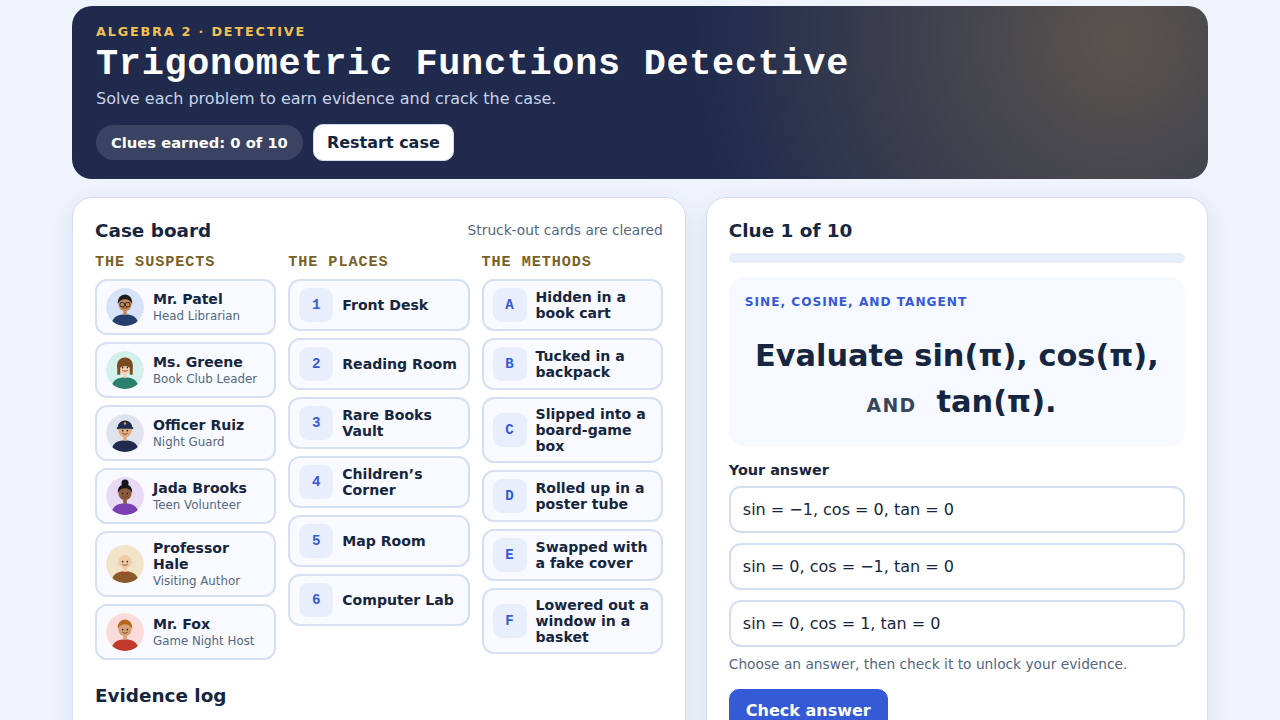 ALGEBRA 2 · DETECTIVE
Trigonometric Functions Detective
Solve each problem to earn evidence and crack the case.
Clues earned: 0 of 10
Restart case
Case board
Struck-out cards are cleared
THE SUSPECTS
Mr. Patel
Head Librarian
Ms. Greene
Book Club Leader
Officer Ruiz
Night Guard
Jada Brooks
Teen Volunteer
Professor
Hale
Visiting Author
Mr. Fox
Game Night Host
THE PLACES
1 Front Desk
2 Reading Room
3 Rare Books
Vault
4 Children’s
Corner
5 Map Room
6 Computer Lab
THE METHODS
A Hidden in a
book cart
B Tucked in a
backpack
C Slipped into a
board-game
box
D Rolled up in a
poster tube
E Swapped with
a fake cover
F Lowered out a
window in a
basket
Evidence log
Clue 1 of 10
SINE, COSINE, AND TANGENT
Evaluate sin(π), cos(π),
AND tan(π).
Your answer
sin = −1, cos = 0, tan = 0
sin = 0, cos = −1, tan = 0
sin = 0, cos = 1, tan = 0
Choose an answer, then check it to unlock your evidence.
Check answer